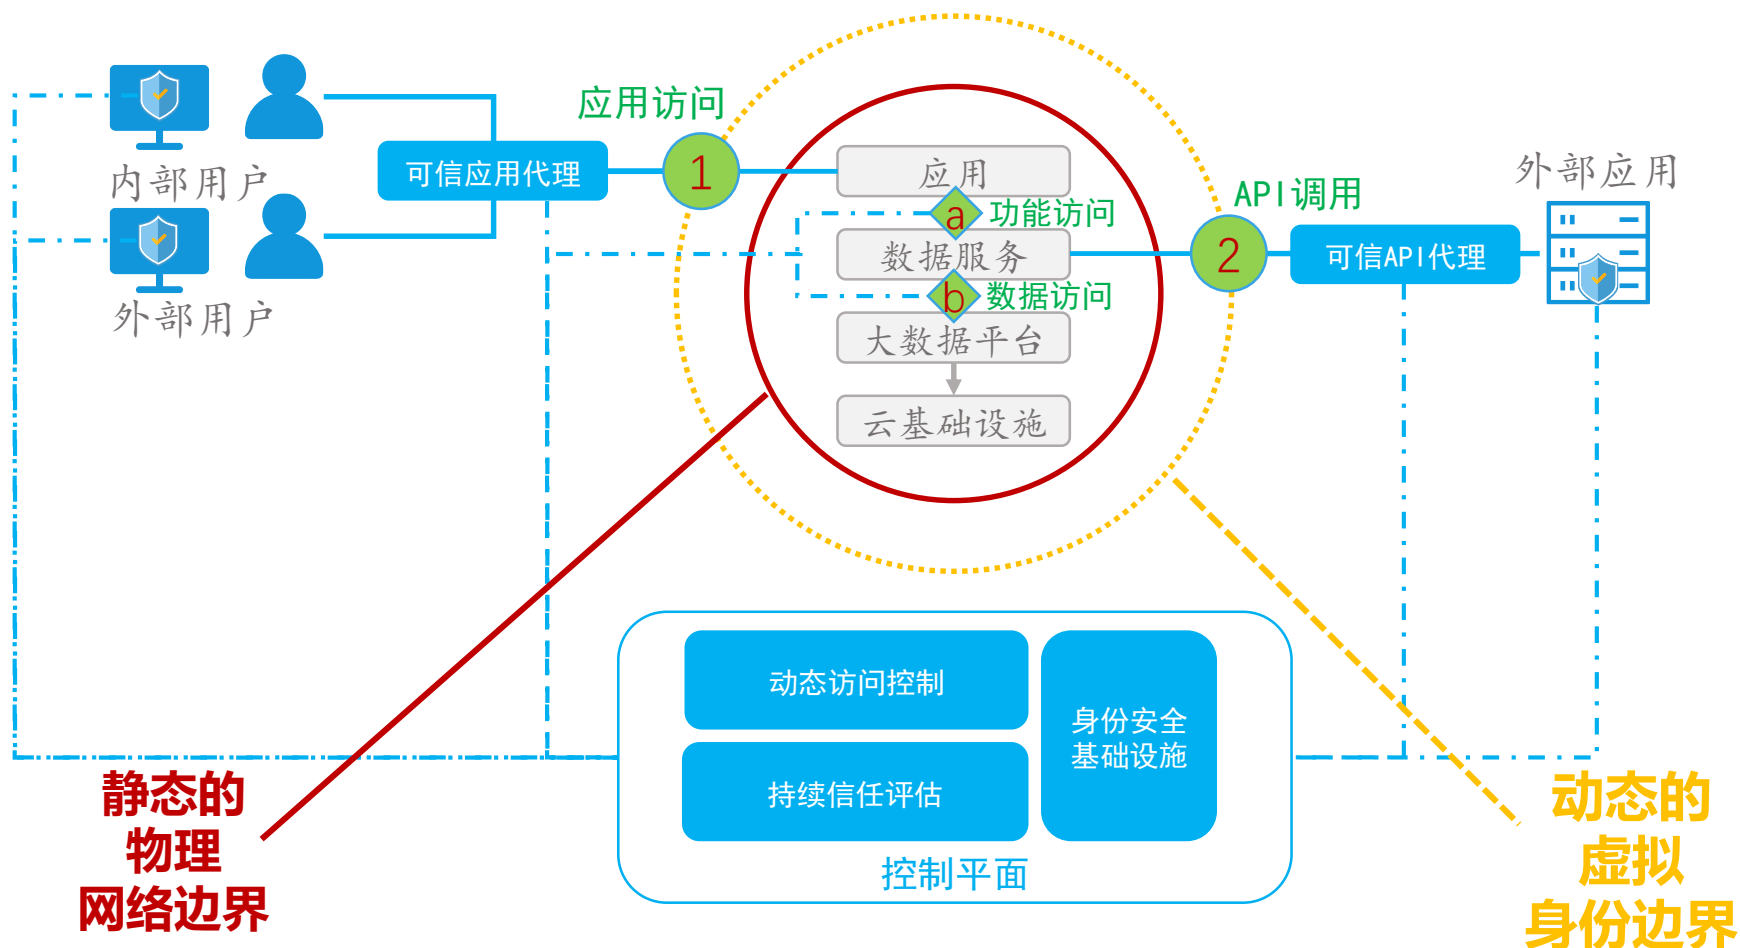 应用访问
内部用户
可信应用代理
1
应用
外部应用
a
功能访问
API调用
数据服务
2
可信API代理
外部用户
b
数据访问
大数据平台
云基础设施
动态访问控制
身份安全
基础设施
持续信任评估
控制平面
静态的
物理
网络边界
动态的
虚拟
身份边界